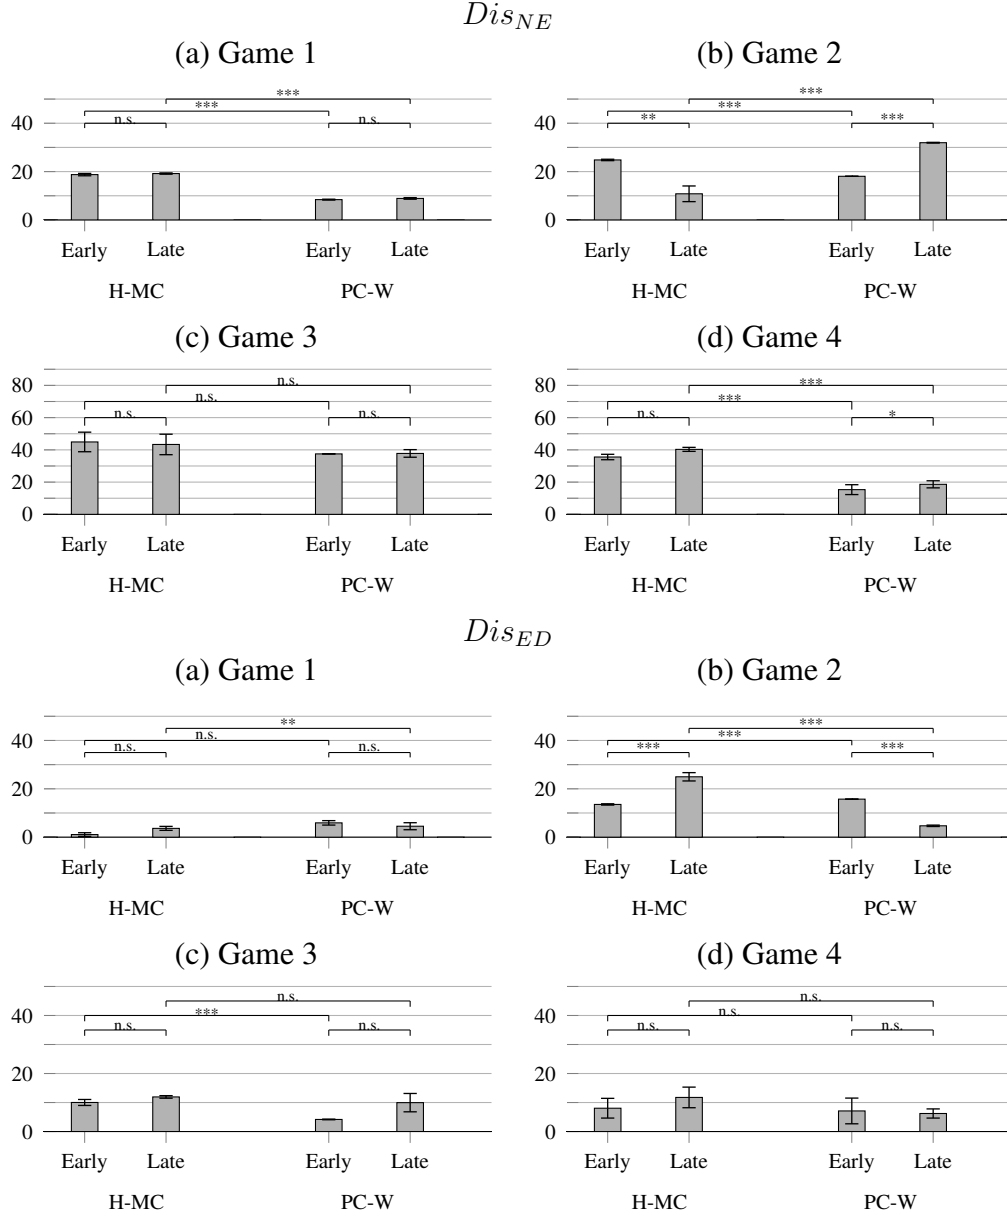 Dis_NE
(a) Game 1
***
***
n.s.
n.s.
40
20
0
Early Late Early Late
H-MC PC-W
(b) Game 2
***
***
**
***
40
20
0
Early Late Early Late
H-MC PC-W
(c) Game 3
n.s.
n.s.
n.s.
n.s.
80
60
40
20
0
Early Late Early Late
H-MC PC-W
(d) Game 4
***
***
n.s.
*
80
60
40
20
0
Early Late Early Late
H-MC PC-W
Dis_ED
(a) Game 1
**
n.s.
n.s.
n.s.
40
20
0
Early Late Early Late
H-MC PC-W
(b) Game 2
***
***
***
***
40
20
0
Early Late Early Late
H-MC PC-W
(c) Game 3
n.s.
***
n.s.
n.s.
40
20
0
Early Late Early Late
H-MC PC-W
(d) Game 4
n.s.
n.s.
n.s.
n.s.
40
20
0
Early Late Early Late
H-MC PC-W